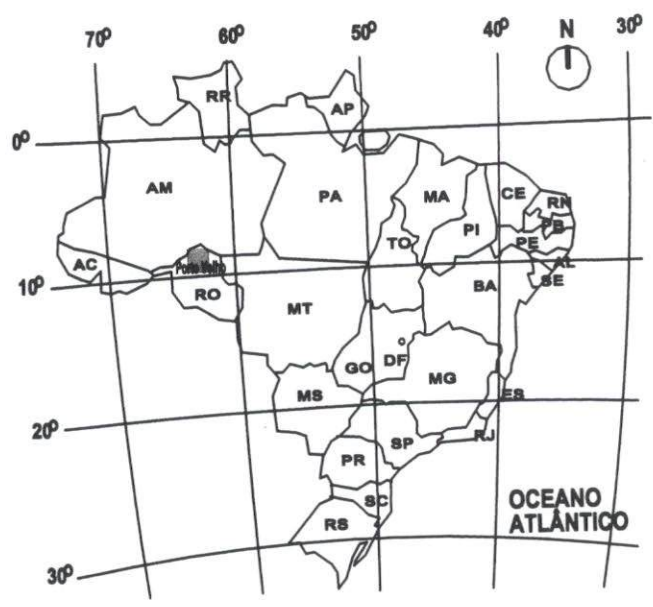 70º 60º 50º 40º N 30º
RR
AP
0º
AM
PA
MA
CE
RN
PB
PI
TO
PE
AC
Porto Velho
AL
SE
10º
RO
BA
MT
DF
GO
MG
MS
ES
20º
SP
RJ
PR
SC
OCEANO
ATLÂNTICO
RS
30º